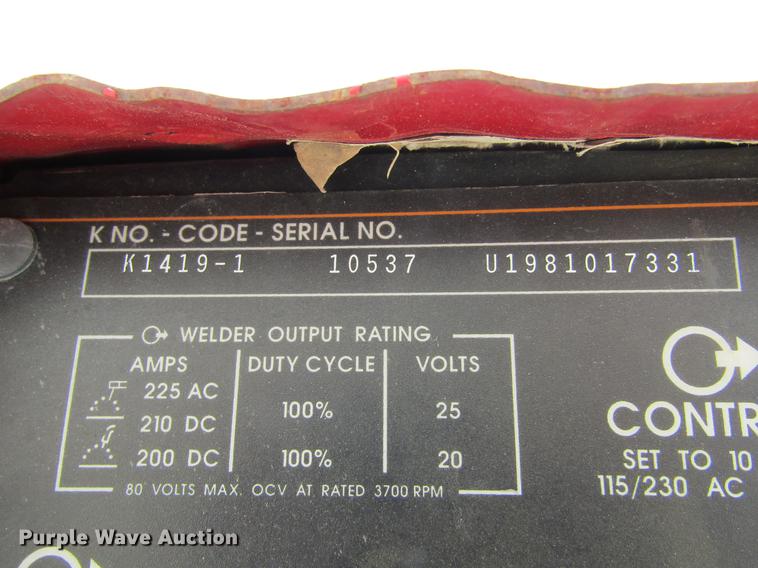 K NO. - CODE - SERIAL NO.
K1419-1 10537 U1981017331
WELDER OUTPUT RATING
AMPS DUTY CYCLE VOLTS
225 AC
210 DC 100% 25
200 DC 100% 20
80 VOLTS MAX. OCV AT RATED 3700 RPM
CONTR
SET TO 10
115/230 AC
Purple Wave Auction